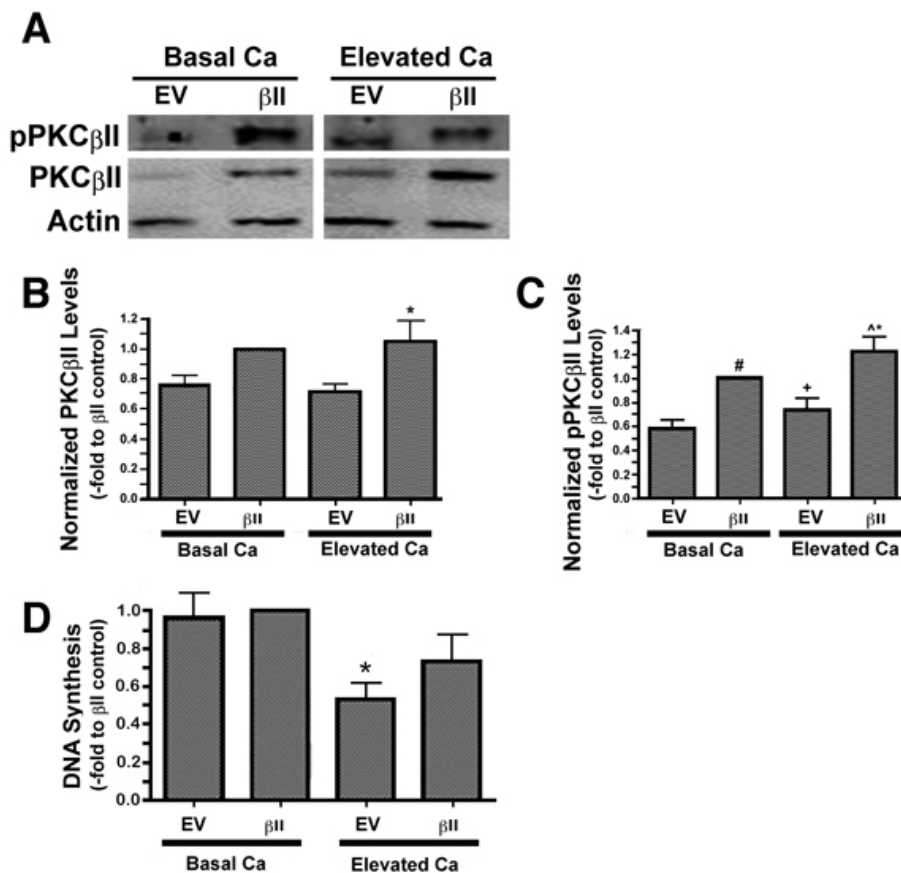 A
Basal Ca Elevated Ca
EV βII EV βII
pPKCβII
PKCβII
Actin
B
Normalized PKCβII Levels
(-fold to βII control)
1.2
1.0
0.8
0.6
0.4
0.2
0.0
*
EV βII EV βII
Basal Ca Elevated Ca
C
Normalized pPKCβII Levels
(-fold to βII control)
1.4
1.2
1.0
0.8
0.6
0.4
0.2
0.0
# + ^*
EV βII EV βII
Basal Ca Elevated Ca
D
DNA Synthesis
(-fold to βII control)
1.0
0.8
0.6
0.4
0.2
0.0
*
EV βII EV βII
Basal Ca Elevated Ca